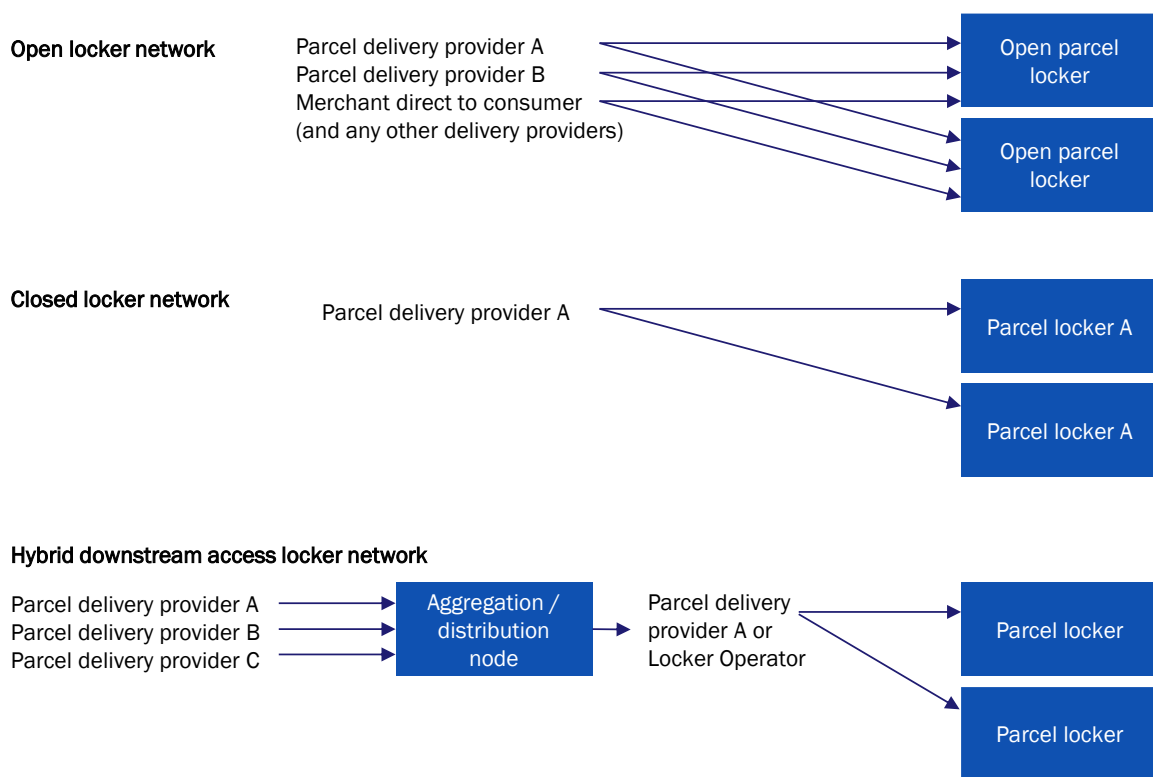 Open locker network
Parcel delivery provider A
Parcel delivery provider B
Merchant direct to consumer
(and any other delivery providers)
Open parcel
locker
Open parcel
locker
Closed locker network
Parcel delivery provider A
Parcel locker A
Parcel locker A
Hybrid downstream access locker network
Parcel delivery provider A
Parcel delivery provider B
Parcel delivery provider C
Aggregation /
distribution
node
Parcel delivery
provider A or
Locker Operator
Parcel locker
Parcel locker